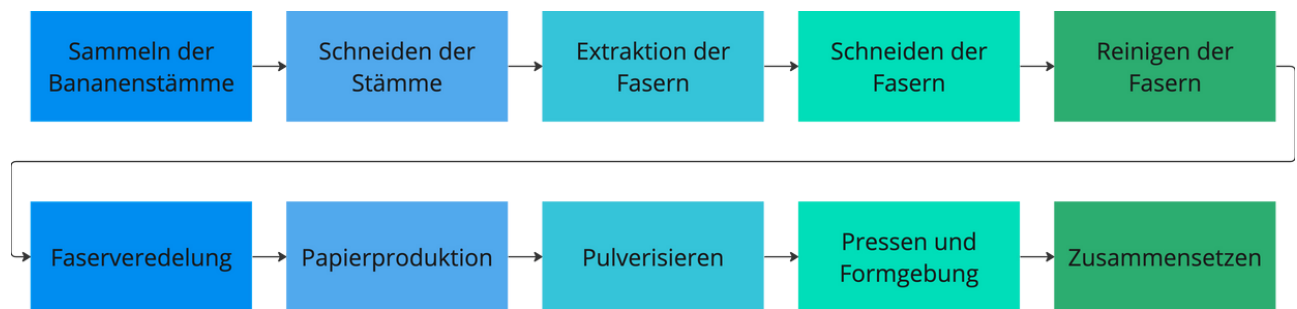 Sammeln der
Bananenstämme
Schneiden der
Stämme
Extraktion der
Fasern
Schneiden der
Fasern
Reinigen der
Fasern
Faserveredelung
Papierproduktion
Pulverisieren
Pressen und
Formgebung
Zusammensetzen